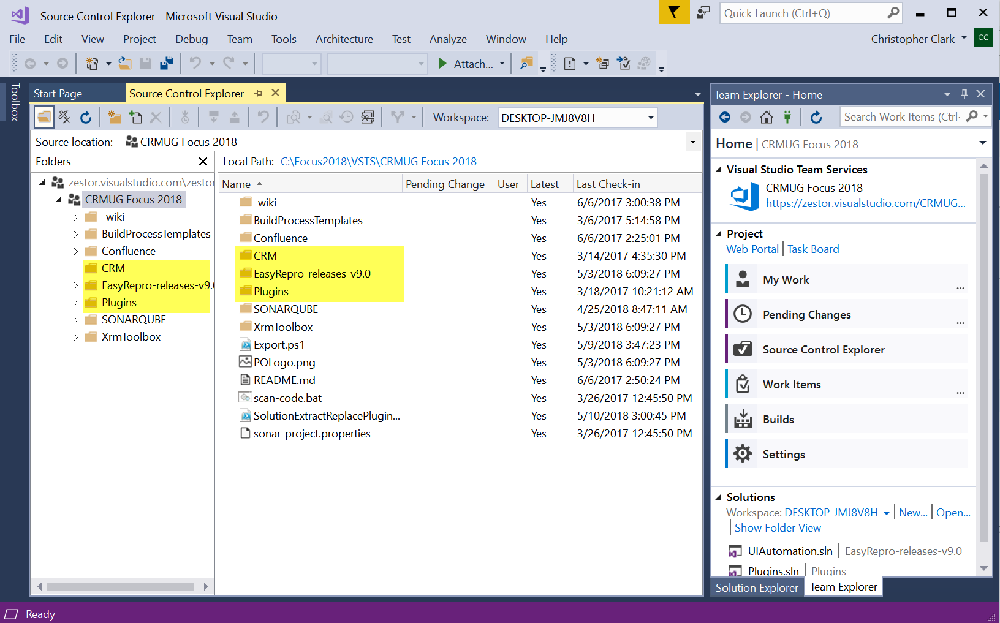 Source Control Explorer - Microsoft Visual Studio
Quick Launch (Ctrl+Q)
File Edit View Project Debug Team Tools Architecture Test Analyze Window Help
Christopher Clark CC
Attach...
Toolbox
Start Page
Source Control Explorer
Workspace: DESKTOP-JMJ8V8H
Source location: CRMUG Focus 2018
Folders
zestor.visualstudio.com\zestor
CRMUG Focus 2018
_wiki
BuildProcessTemplates
Confluence
CRM
EasyRepro-releases-v9.0
Plugins
SONARQUBE
XrmToolbox
Local Path: C:\Focus2018\VSTS\CRMUG Focus 2018
Name Pending Change User Latest Last Check-in
_wiki Yes 6/6/2017 3:00:38 PM
BuildProcessTemplates Yes 3/6/2017 5:14:58 PM
Confluence Yes 6/6/2017 2:25:01 PM
CRM Yes 3/14/2017 4:35:30 PM
EasyRepro-releases-v9.0 Yes 5/3/2018 6:09:27 PM
Plugins Yes 3/18/2017 10:21:12 AM
SONARQUBE Yes 4/25/2018 8:47:11 AM
XrmToolbox Yes 5/3/2018 6:09:27 PM
Export.ps1 Yes 5/9/2018 3:47:23 PM
POLogo.png Yes 5/3/2018 6:09:27 PM
README.md Yes 6/6/2017 2:50:24 PM
scan-code.bat Yes 3/26/2017 12:45:50 PM
SolutionExtractReplacePlugin... Yes 5/10/2018 3:00:45 PM
sonar-project.properties Yes 3/26/2017 12:45:50 PM
Team Explorer - Home
Search Work Items (Ctrl
Home | CRMUG Focus 2018
Visual Studio Team Services
CRMUG Focus 2018
https://zestor.visualstudio.com/CRMUG...
Project
Web Portal | Task Board
My Work ...
Pending Changes ...
Source Control Explorer
Work Items ...
Builds
Settings
Solutions
Workspace: DESKTOP-JMJ8V8H | New... | Open...
| Show Folder View
UIAutomation.sln | EasyRepro-releases-v9.0
Plugins.sln | Plugins
Solution Explorer Team Explorer
Ready